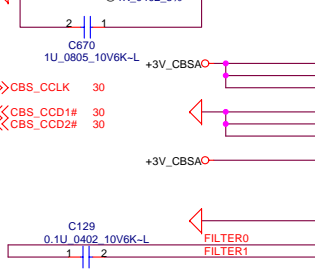 2 1
C670
1U_0805_10V6K~L
+3V_CBSA
CBS_CCLK 30
CBS_CCD1# 30
CBS_CCD2# 30
+3V_CBSA
C129
0.1U_0402_10V6K~L
FILTER0
1 2
FILTER1